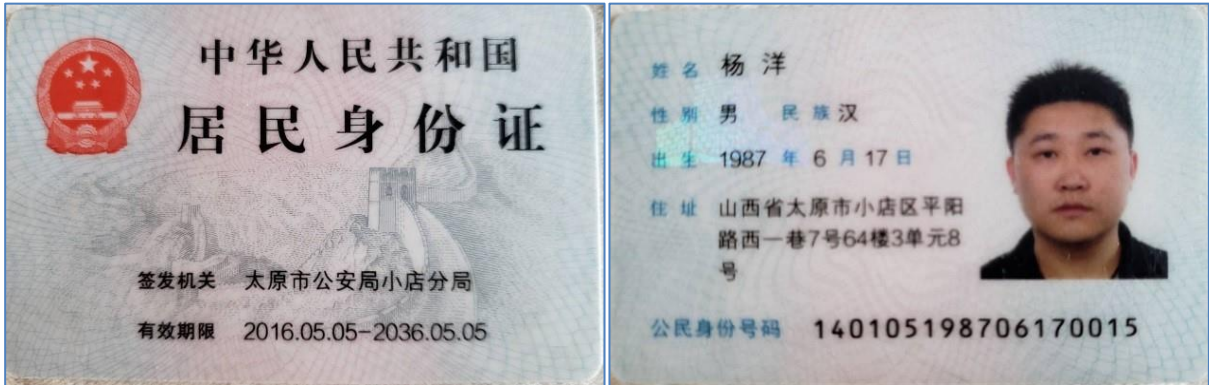 中华人民共和国
居民身份证
签发机关 太原市公安局小店分局
有效期限 2016.05.05-2036.05.05
姓名 杨洋
性别 男 民族 汉
出生 1987 年 6 月 17 日
住址 山西省太原市小店区平阳
路西一巷7号64楼3单元8
号
公民身份号码 140105198706170015